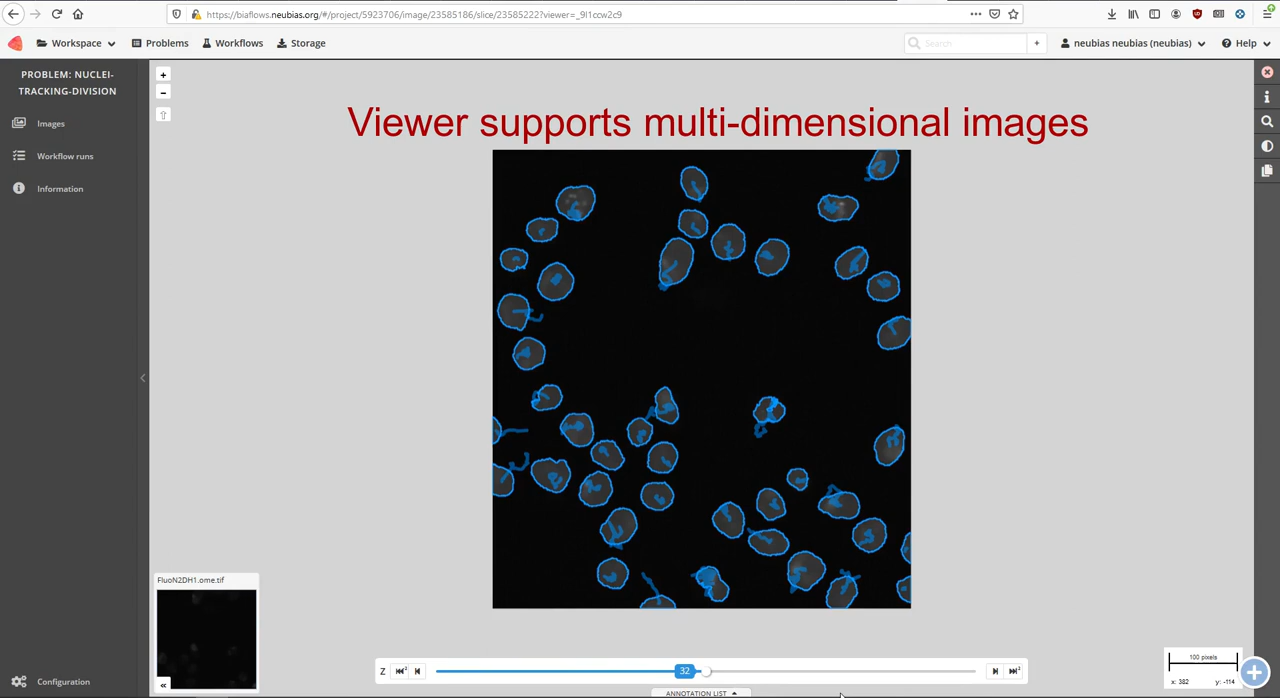 https://biaflows.neubias.org/#/project/5923706/image/23585186/slice/23585222?viewer=_9l1ccw2c9
Workspace
Problems
Workflows
Storage
Search
+
neubias neubias (neubias)
Help
PROBLEM: NUCLEI-
TRACKING-DIVISION
Images
Workflow runs
Information
Configuration
+
−
Viewer supports multi-dimensional images
FluoN2DH1.ome.tif
Z
32
100 pixels
x: 382 y: -114
ANNOTATION LIST